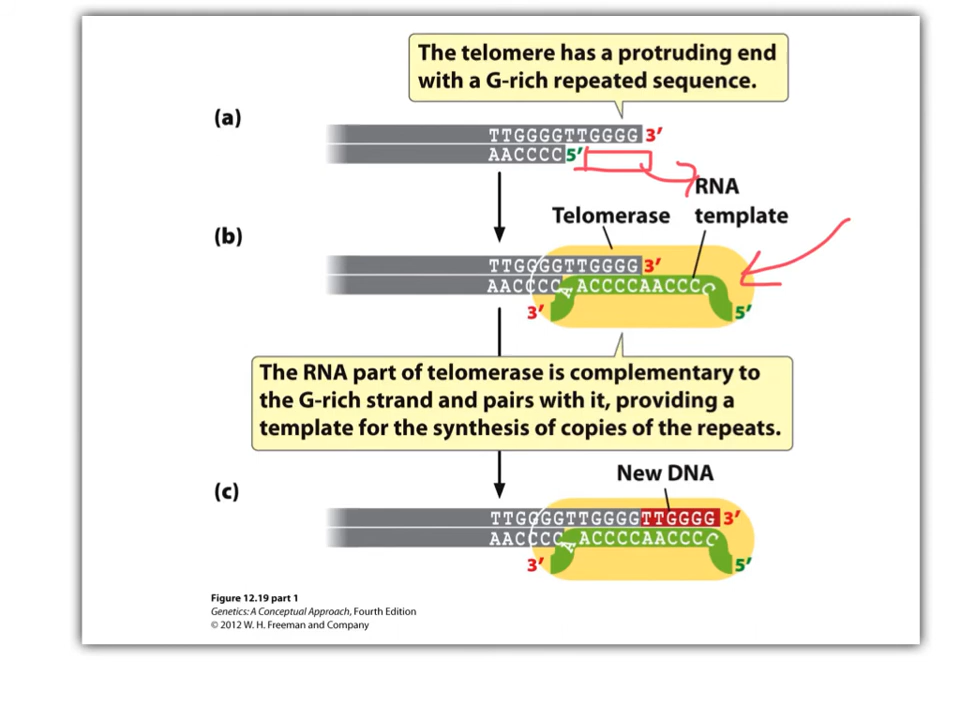 The telomere has a protruding end
with a G-rich repeated sequence.
(a)
TTGGGGTTGGGG 3′
AACCCC 5′
RNA
template
Telomerase
(b)
TTGGGGTTGGGG 3′
AACCCC AACCCCAACCCC
3′ 5′
The RNA part of telomerase is complementary to
the G-rich strand and pairs with it, providing a
template for the synthesis of copies of the repeats.
New DNA
(c)
TTGGGGTTGGGGTTGGGG 3′
AACCCC AACCCCAACCCC
3′ 5′
Figure 12.19 part 1
Genetics: A Conceptual Approach, Fourth Edition
© 2012 W. H. Freeman and Company